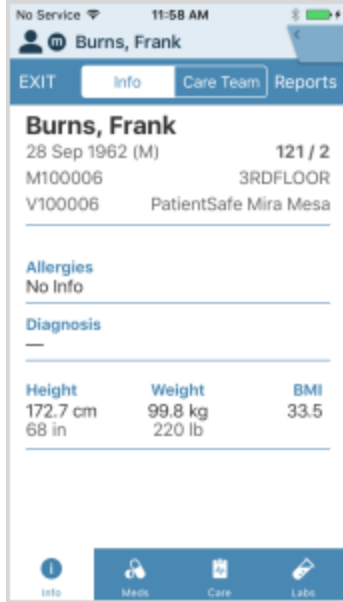 No Service 11:58 AM
m Burns, Frank
EXIT Info Care Team Reports
Burns, Frank
28 Sep 1962 (M) 121 / 2
M100006 3RDFLOOR
V100006 PatientSafe Mira Mesa
Allergies
No Info
Diagnosis
—
Height Weight BMI
172.7 cm 99.8 kg 33.5
68 in 220 lb
Info Meds Care Labs